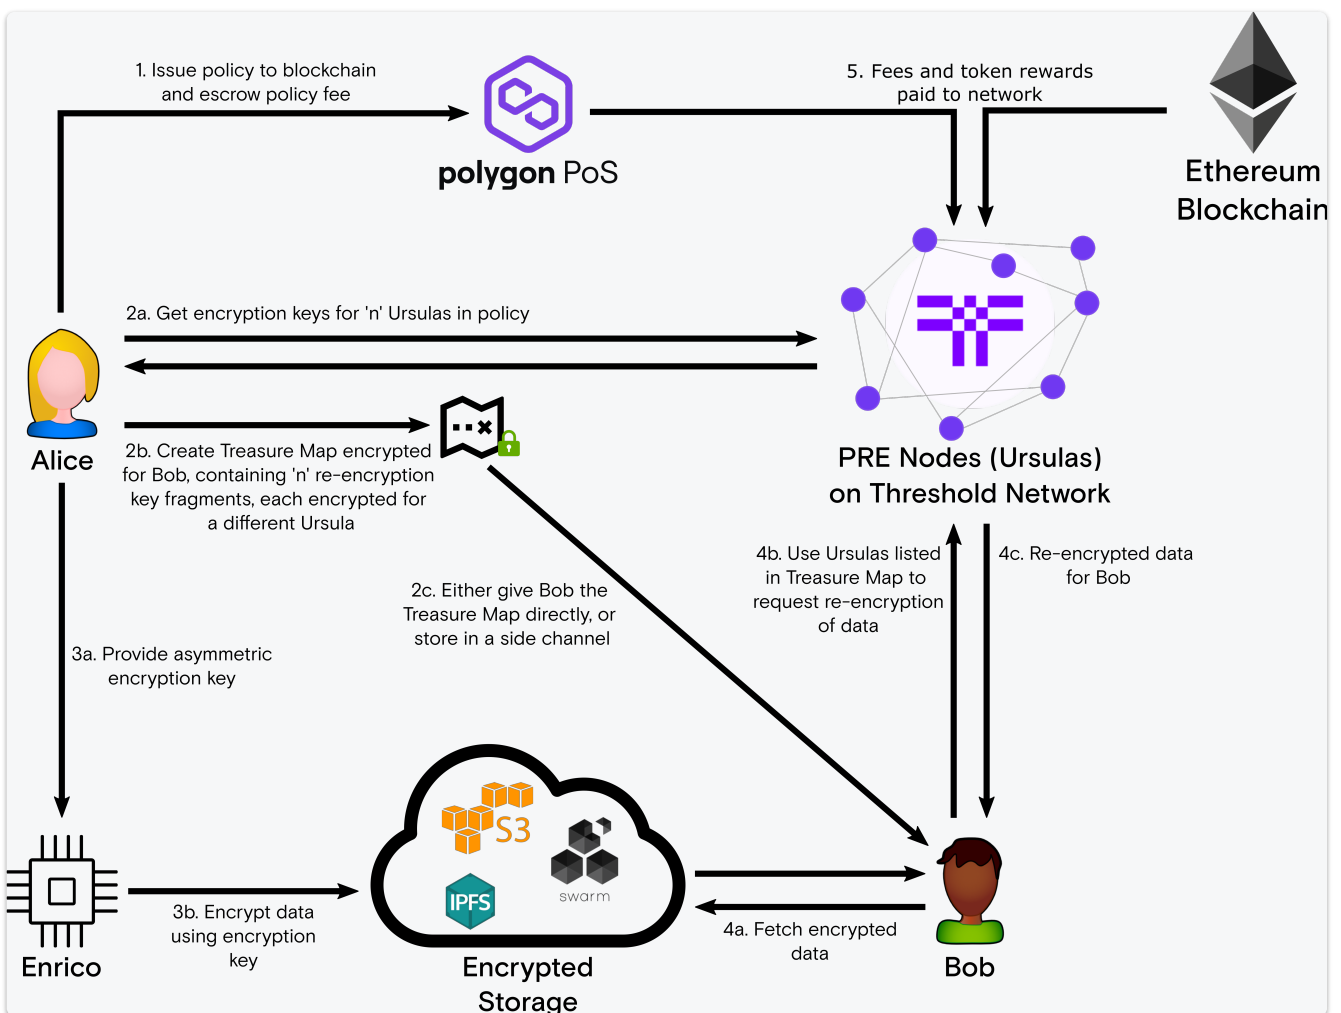 1. Issue policy to blockchain
and escrow policy fee
polygon PoS
5. Fees and token rewards
paid to network
Ethereum
Blockchain
2a. Get encryption keys for 'n' Ursulas in policy
Alice
2b. Create Treasure Map encrypted
for Bob, containing 'n' re-encryption
key fragments, each encrypted for
a different Ursula
PRE Nodes (Ursulas)
on Threshold Network
2c. Either give Bob the
Treasure Map directly, or
store in a side channel
4b. Use Ursulas listed
in Treasure Map to
request re-encryption
of data
4c. Re-encrypted data
for Bob
3a. Provide asymmetric
encryption key
Enrico
3b. Encrypt data
using encryption
key
S3
IPFS
swarm
Encrypted
Storage
4a. Fetch encrypted
data
Bob